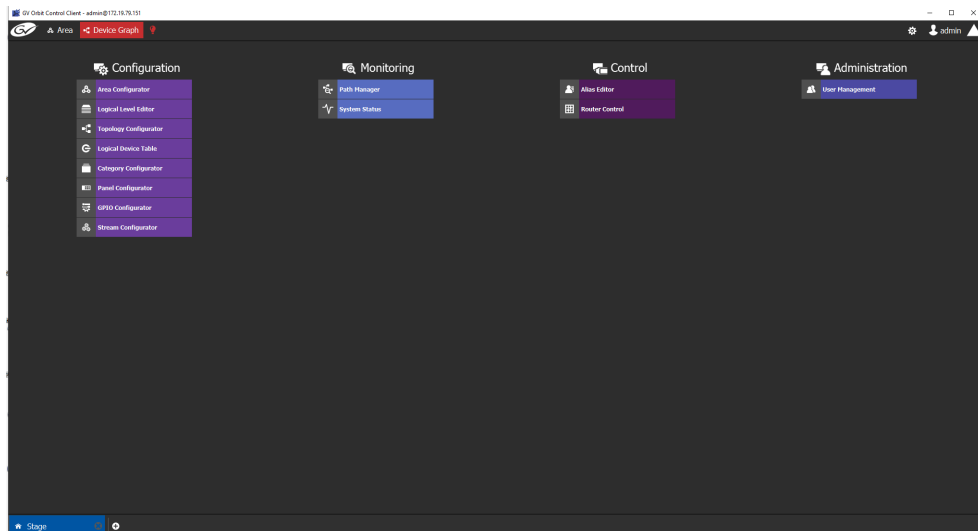 GV Orbit Control Client - admin@172.19.79.151
GV Area Device Graph admin
Configuration
Area Configurator
Logical Level Editor
Topology Configurator
Logical Device Table
Category Configurator
Panel Configurator
GPIO Configurator
Stream Configurator
Monitoring
Path Manager
System Status
Control
Alias Editor
Router Control
Administration
User Management
Stage